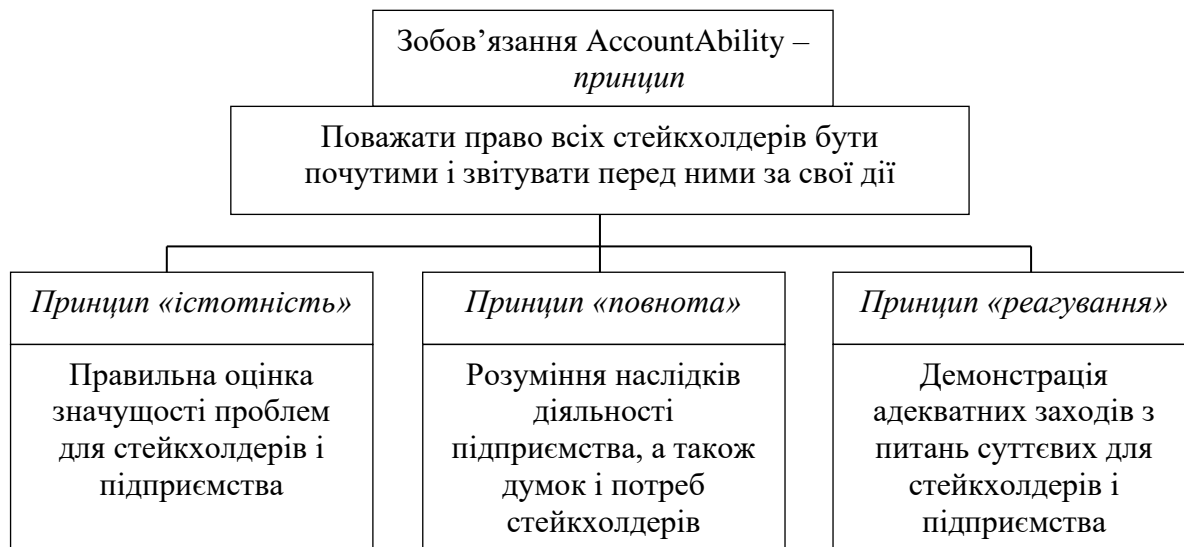 Зобов’язання AccountAbility –
принцип
Поважати право всіх стейкхолдерів бути
почутими і звітувати перед ними за свої дії
Принцип «істотність»
Правильна оцінка
значущості проблем
для стейкхолдерів і
підприємства
Принцип «повнота»
Розуміння наслідків
діяльності
підприємства, а також
думок і потреб
стейкхолдерів
Принцип «реагування»
Демонстрація
адекватних заходів з
питань суттєвих для
стейкхолдерів і
підприємства